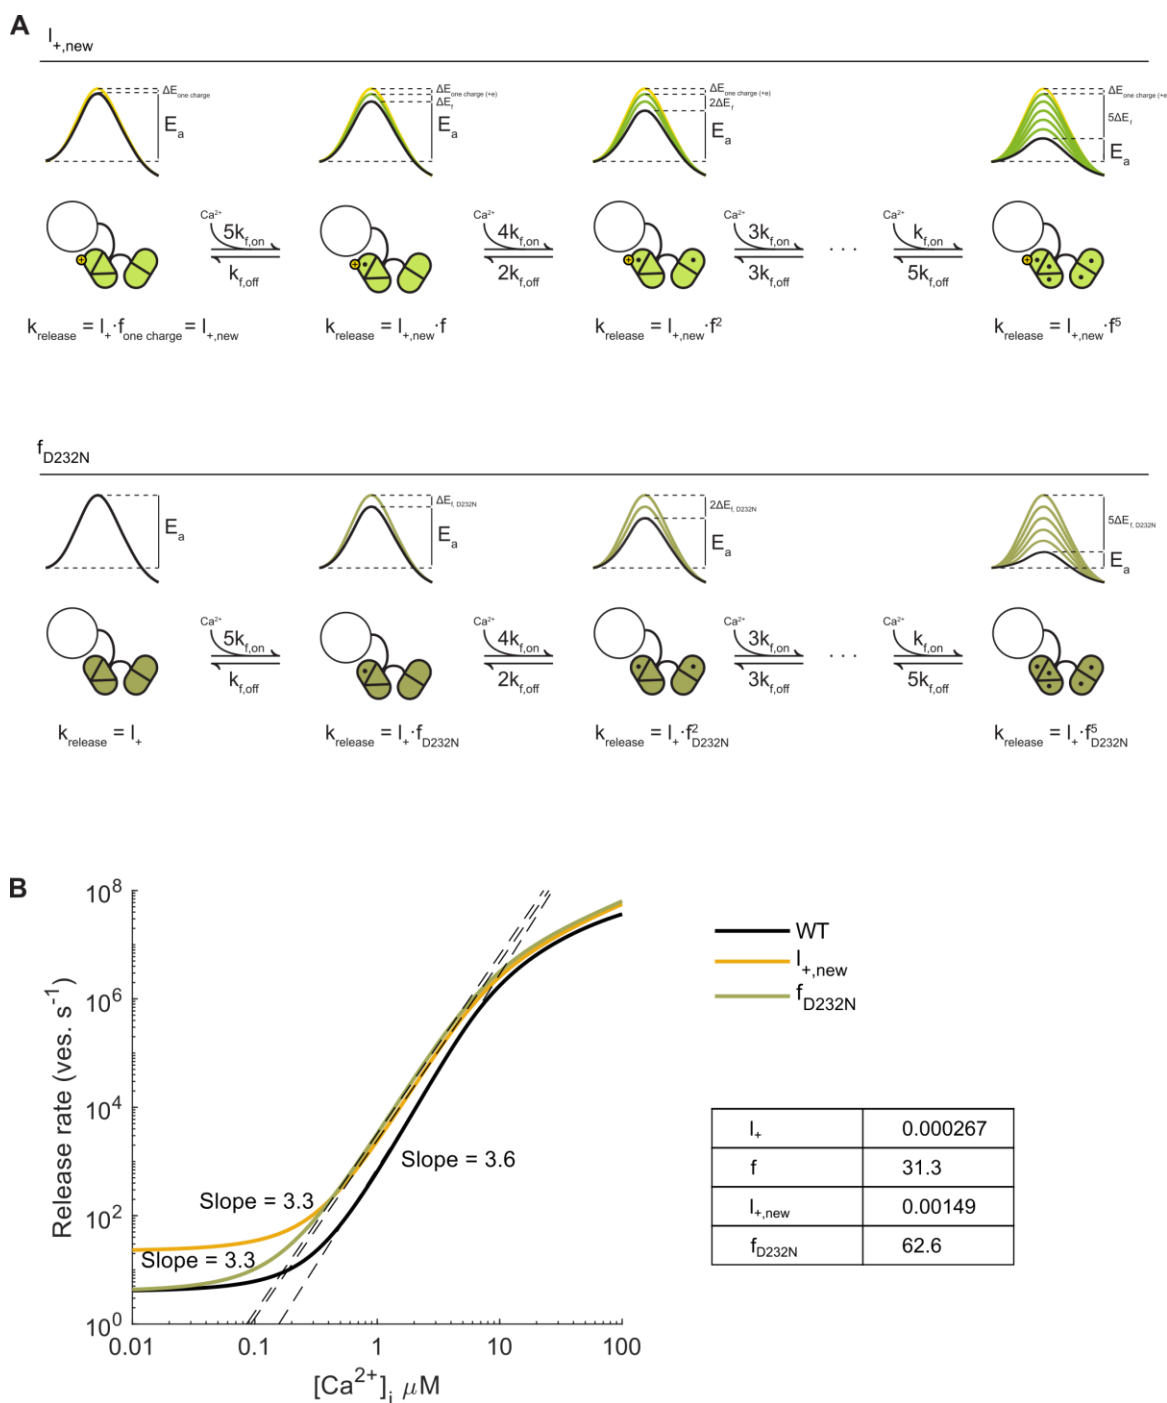 A
l+,new
ΔEone charge
Ea
ΔEone charge (+e)
ΔEf
Ea
ΔEone charge (+e)
2ΔEf
Ea
ΔEone charge (+e)
5ΔEf
Ea
Ca2+ 5kf,on
kf,off
Ca2+ 4kf,on
2kf,off
Ca2+ 3kf,on
3kf,off
· · ·
Ca2+ kf,on
5kf,off
krelease = l+·fone charge = l+,new
krelease = l+,new·f
krelease = l+,new·f2
krelease = l+,new·f5
fD232N
Ea
ΔEf, D232N
Ea
2ΔEf, D232N
Ea
5ΔEf, D232N
Ea
Ca2+ 5kf,on
kf,off
Ca2+ 4kf,on
2kf,off
Ca2+ 3kf,on
3kf,off
· · ·
Ca2+ kf,on
5kf,off
krelease = l+
krelease = l+·fD232N
krelease = l+·f2D232N
krelease = l+·f5D232N
B
Release rate (ves. s-1)
108
106
104
102
100
0.01 0.1 1 10 100
[Ca2+]i μM
Slope = 3.3
Slope = 3.3
Slope = 3.6
WT
l+,new
fD232N
l+ 0.000267
f 31.3
l+,new 0.00149
fD232N 62.6